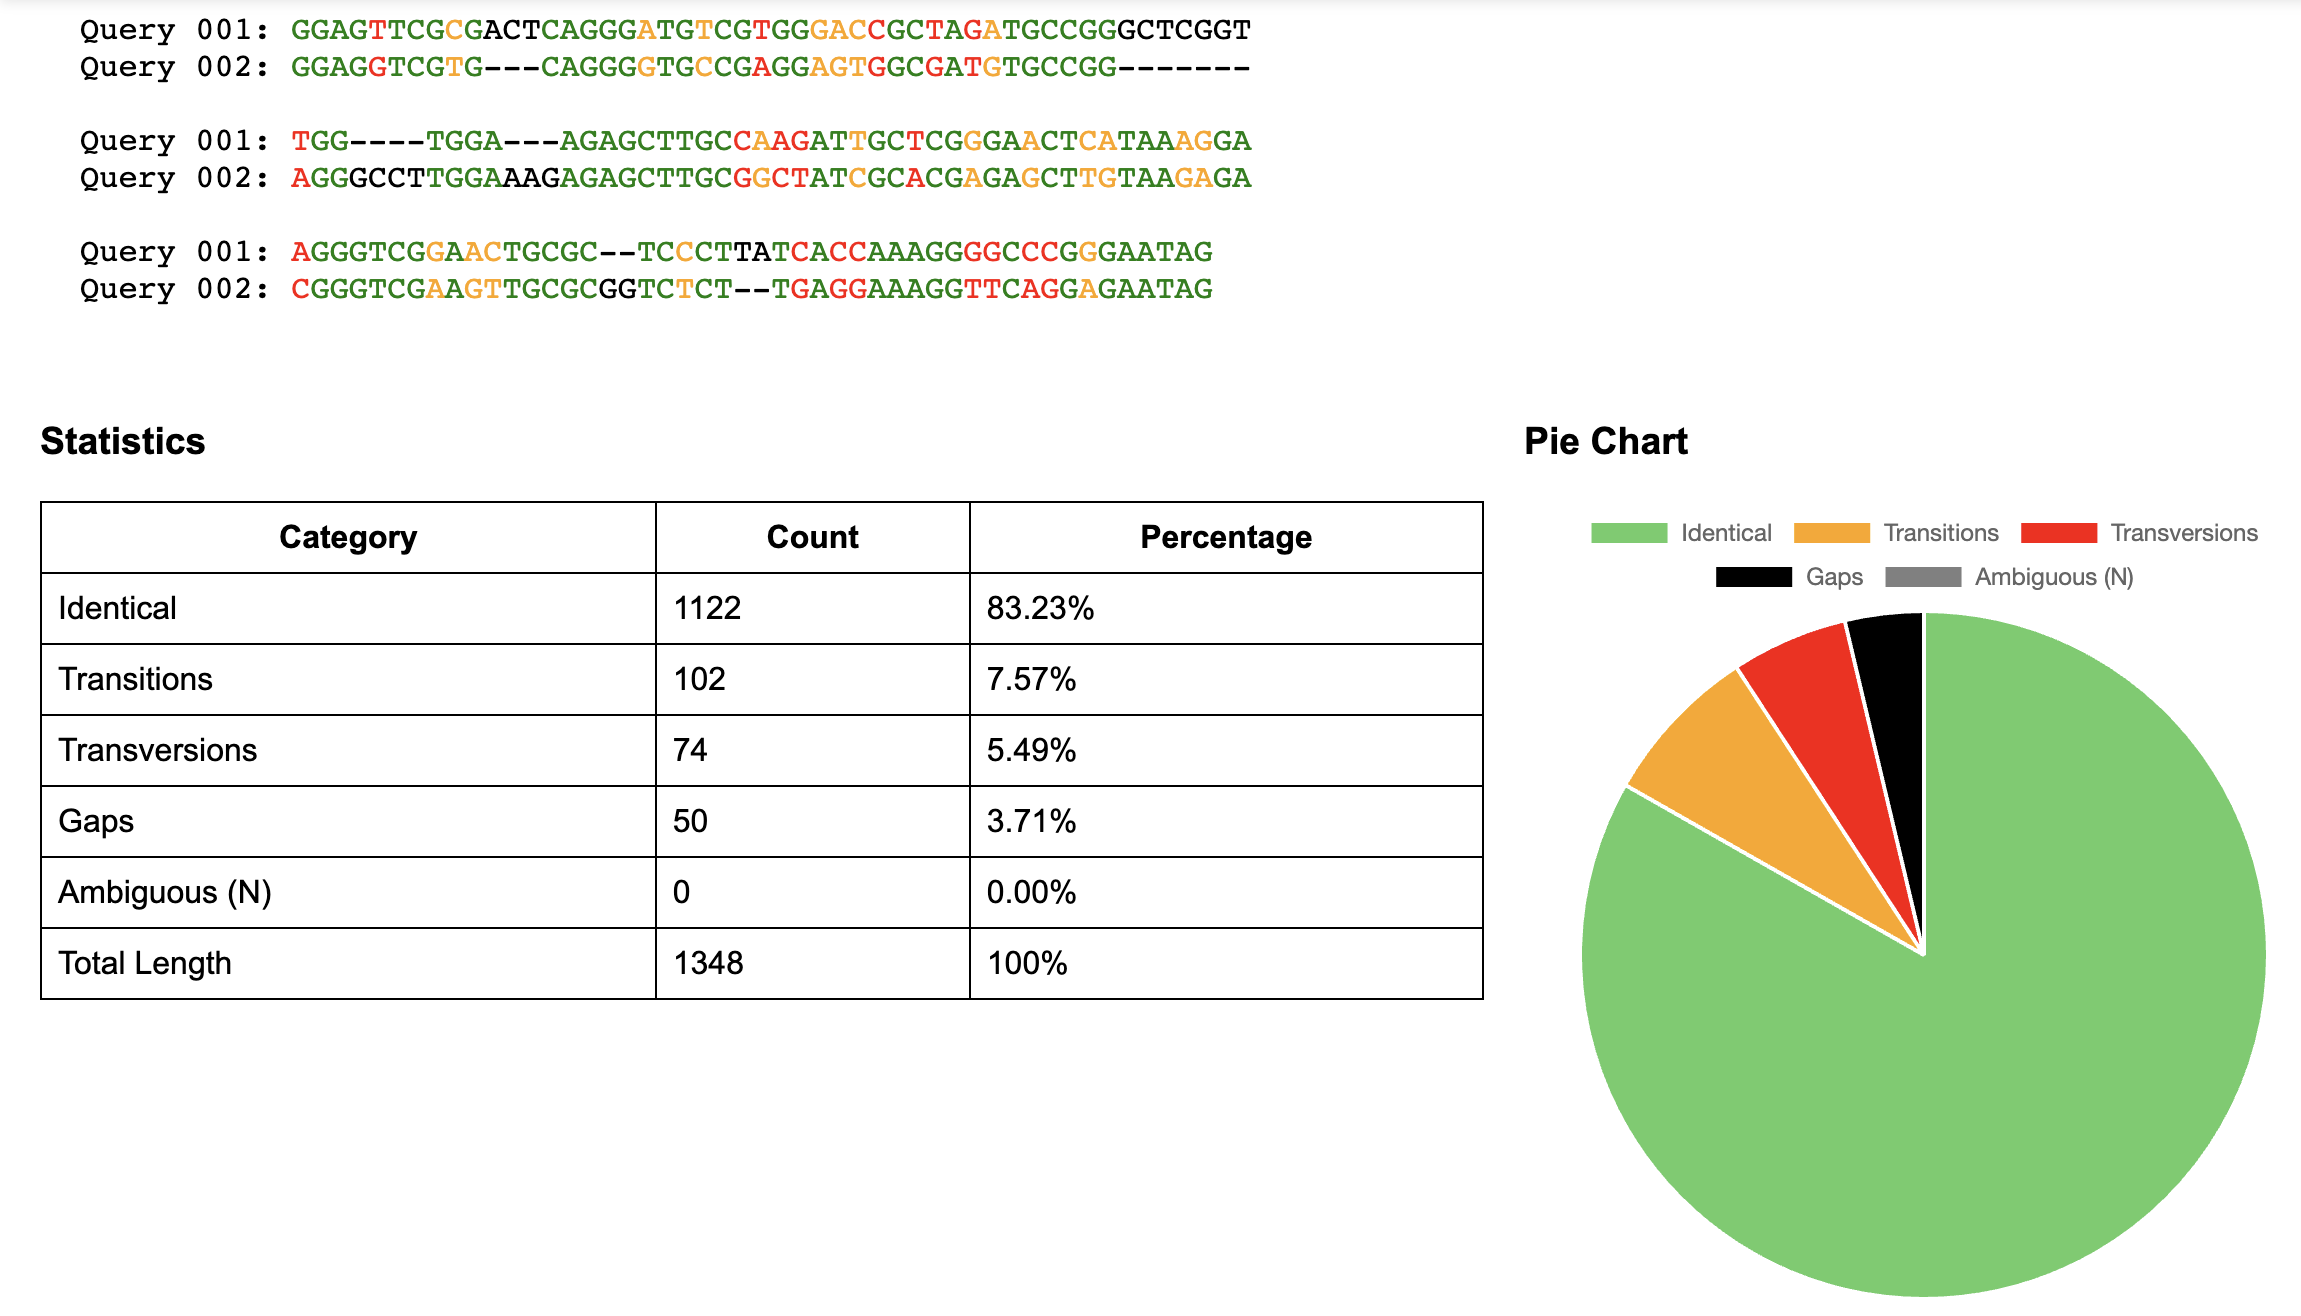 Query 001: GGAGTTCGCGACTCAGGGATGTCGTGGGACCGCTAGATGCCGGGCTCGGT
Query 002: GGAGGTCGTG---CAGGGGTGCCGAGGAGTGGCGATGTGCCGG-------
Query 001: TGG----TGGA---AGAGCTTGCCAAGATTGCTCGGGAACTCATAAAGGA
Query 002: AGGGCCTTGGAAAGAGAGCTTGCGGCTATCGCACGAGAGCTTGTAAGAGA
Query 001: AGGGTCGGAACTGCGC--TCCCTTATCACCAAAGGGGCCCGGGAATAG
Query 002: CGGGTCGAAGTTGCGCGGTCTCT--TGAGGAAAGGTTCAGGAGAATAG
Statistics
Pie Chart
Category Count Percentage
Identical 1122 83.23%
Transitions 102 7.57%
Transversions 74 5.49%
Gaps 50 3.71%
Ambiguous (N) 0 0.00%
Total Length 1348 100%
Identical Transitions Transversions
Gaps Ambiguous (N)